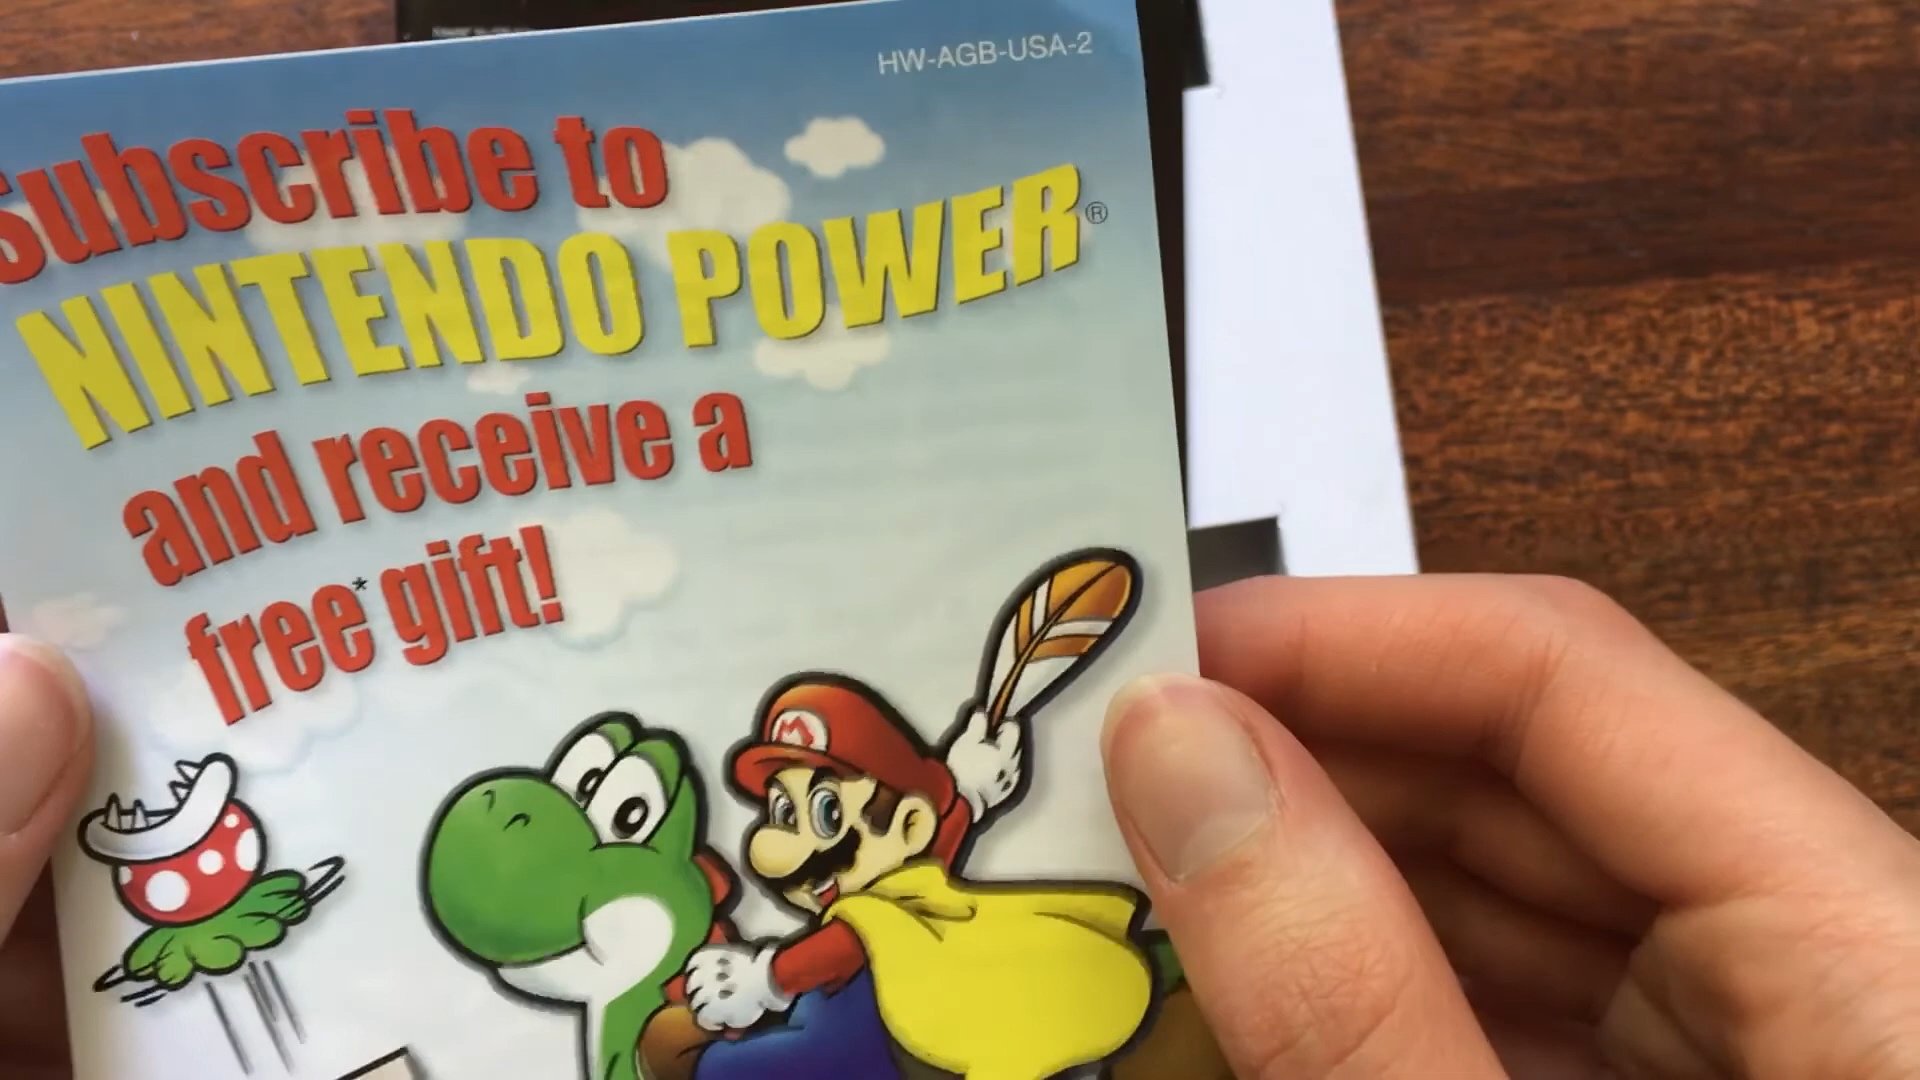 HW-AGB-USA-2
Subscribe to
NINTENDO POWER®
and receive a
free* gift!
M